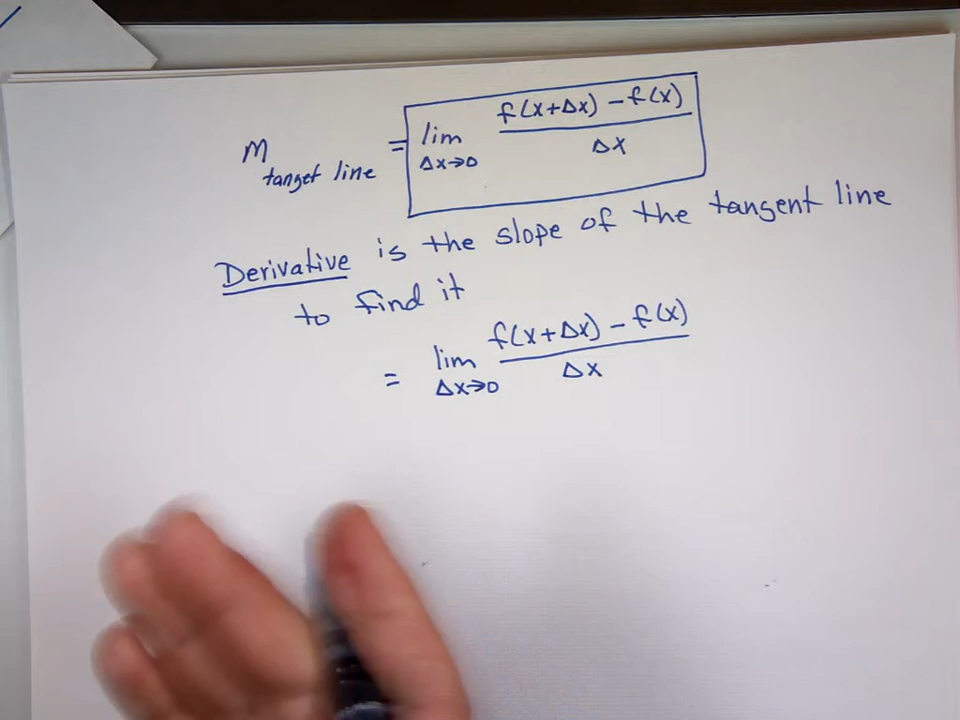 m tanget line = lim Δx→0 f(x+Δx) - f(x) / Δx
Derivative is the slope of the tangent line
to find it
= lim Δx→0 f(x+Δx) - f(x) / Δx